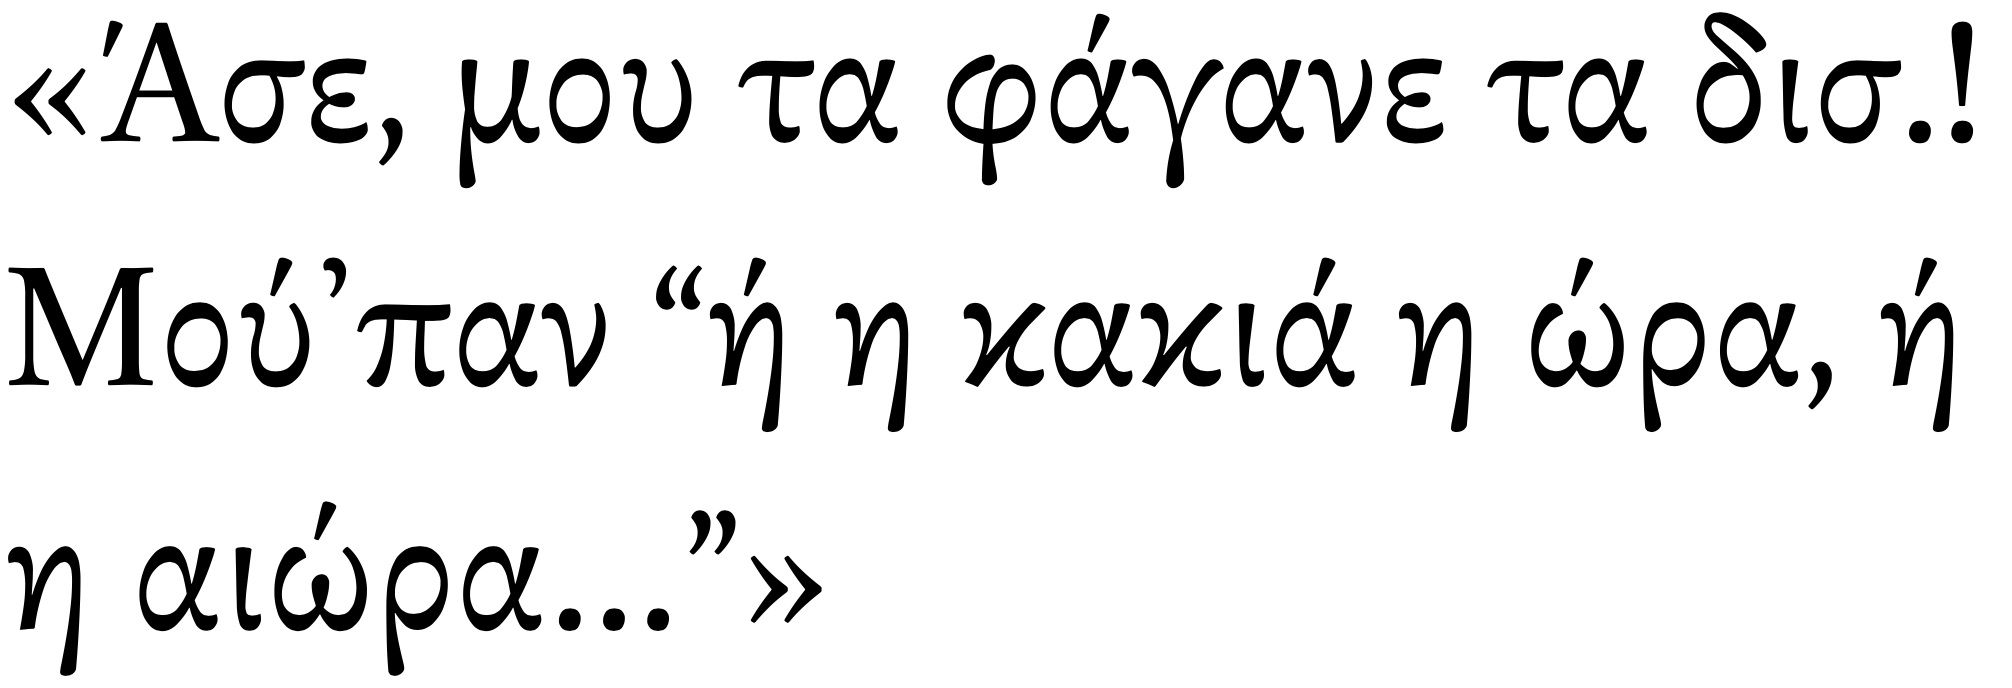 «Άσε, μου τα φάγανε τα δισ.!
Μού’παν “ή η κακιά η ώρα, ή
η αιώρα...”»